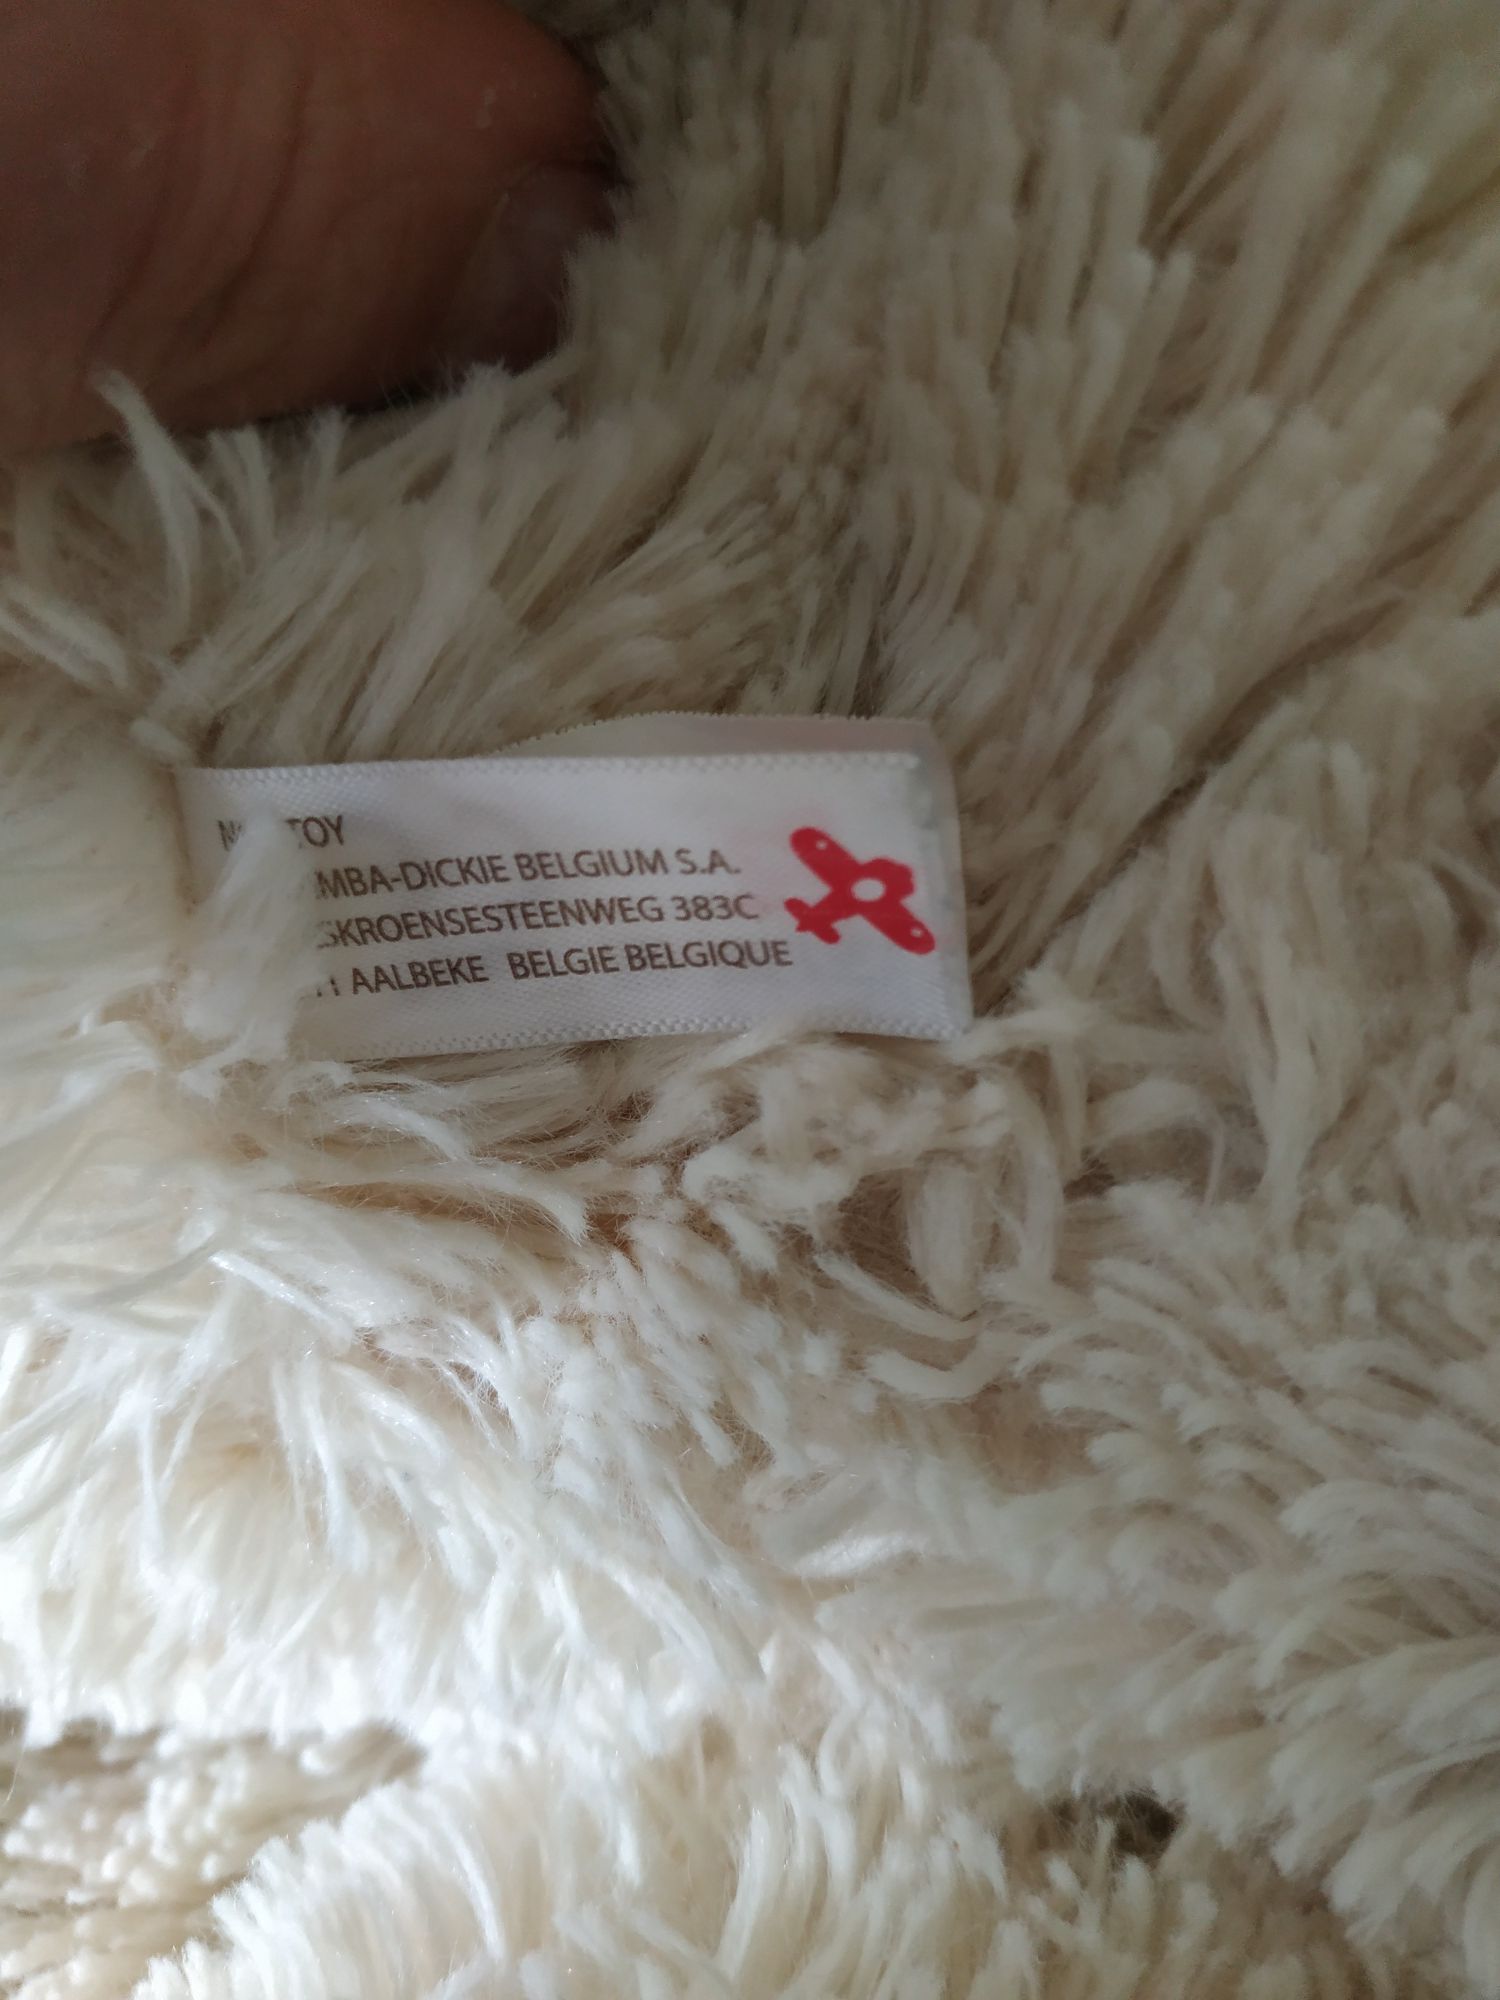 TOY
MBA-DICKIE BELGIUM S.A.
SKROENSESTEENWEG 383C
AALBEKE BELGIE BELGIQUE